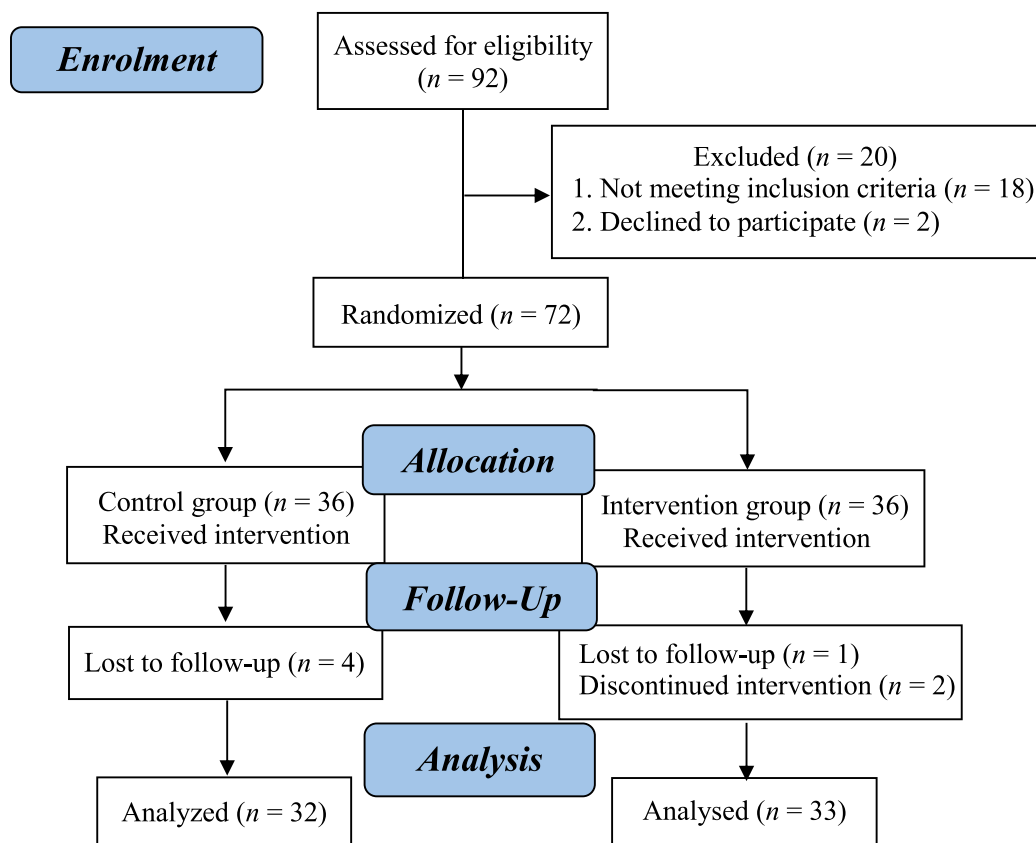 Enrolment
Assessed for eligibility
(n = 92)
Excluded (n = 20)
1. Not meeting inclusion criteria (n = 18)
2. Declined to participate (n = 2)
Randomized (n = 72)
Allocation
Control group (n = 36)
Received intervention
Intervention group (n = 36)
Received intervention
Follow-Up
Lost to follow-up (n = 4)
Lost to follow-up (n = 1)
Discontinued intervention (n = 2)
Analysis
Analyzed (n = 32)
Analysed (n = 33)